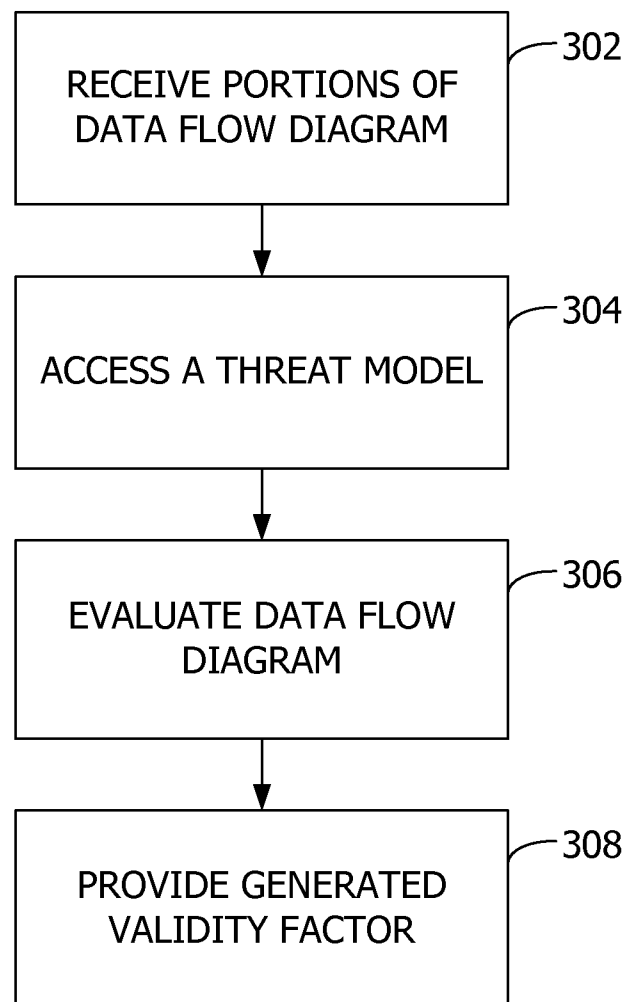 302
RECEIVE PORTIONS OF
DATA FLOW DIAGRAM
304
ACCESS A THREAT MODEL
306
EVALUATE DATA FLOW
DIAGRAM
308
PROVIDE GENERATED
VALIDITY FACTOR